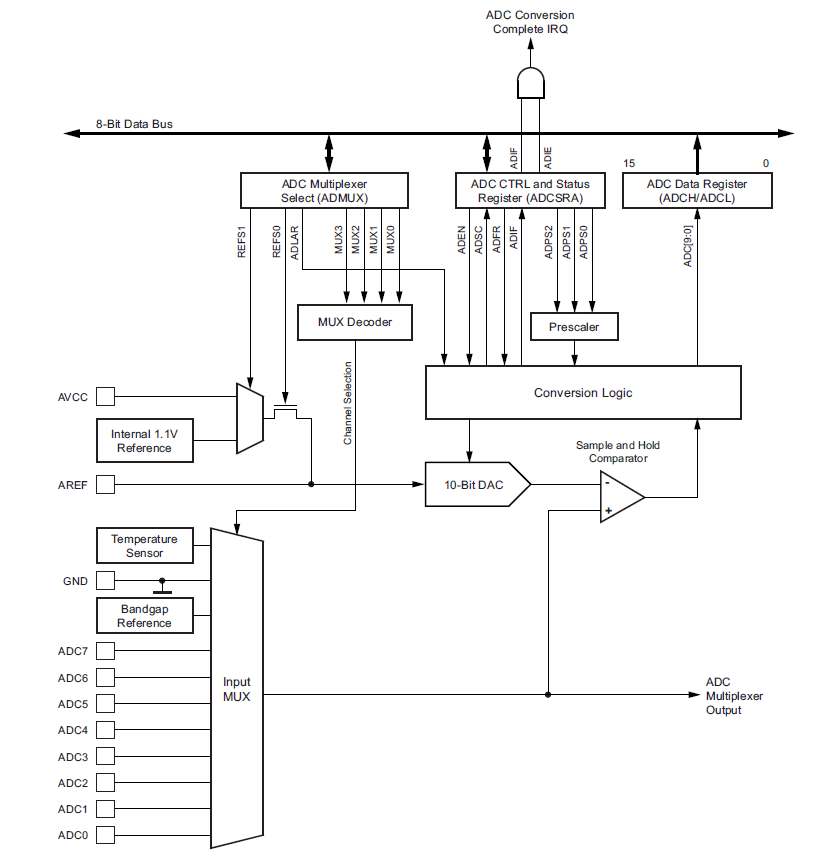 ADC Conversion
Complete IRQ
8-Bit Data Bus
ADIF
ADIE
15
0
ADC Multiplexer
Select (ADMUX)
ADC CTRL and Status
Register (ADCSRA)
ADC Data Register
(ADCH/ADCL)
REFS1
REFS0
ADLAR
MUX3
MUX2
MUX1
MUX0
ADEN
ADSC
ADFR
ADIF
ADPS2
ADPS1
ADPS0
ADC[9:0]
MUX Decoder
Prescaler
Channel Selection
Conversion Logic
AVCC
Internal 1.1V
Reference
Sample and Hold
Comparator
AREF
10-Bit DAC
-
+
Temperature
Sensor
GND
Bandgap
Reference
ADC7
ADC6
ADC5
ADC4
ADC3
ADC2
ADC1
ADC0
Input
MUX
ADC
Multiplexer
Output